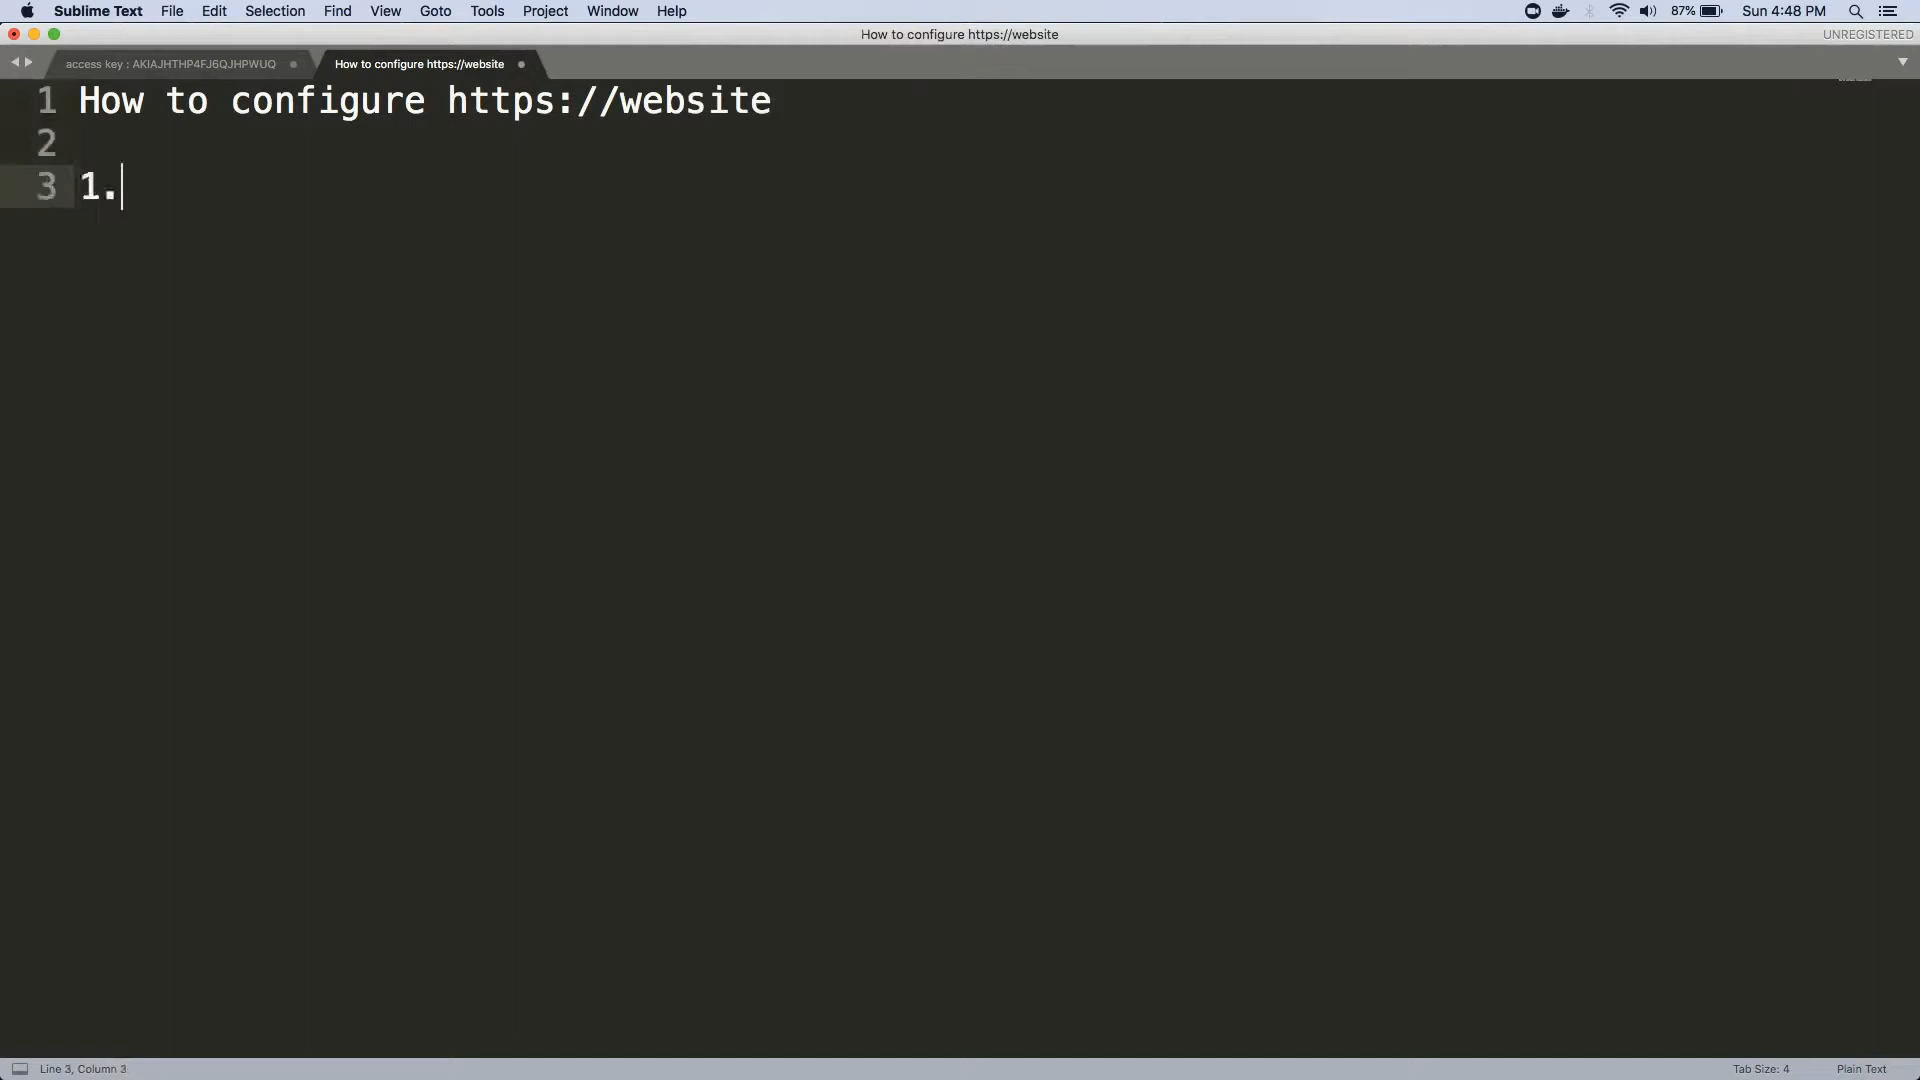 Sublime Text File Edit Selection Find View Goto Tools Project Window Help 87% Sun 4:48 PM
How to configure https://website UNREGISTERED
access key : AKIAJHTHP4FJ6QJHPWUQ How to configure https://website
1 How to configure https://website
2
3 1.
Line 3, Column 3 Tab Size: 4 Plain Text